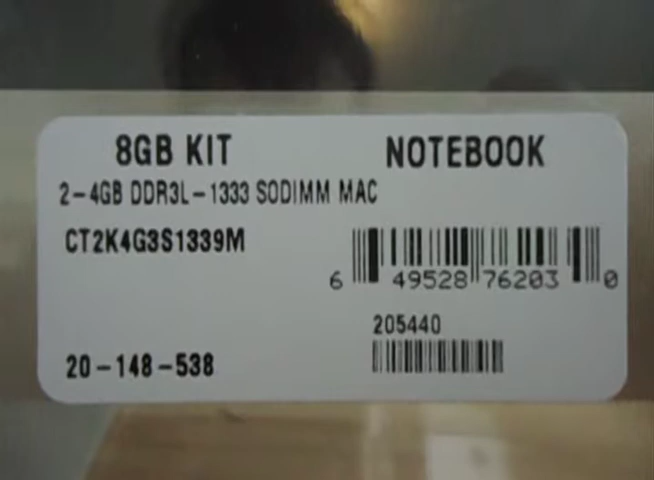 8GB KIT NOTEBOOK
2-4GB DDR3L-1333 SODIMM MAC
CT2K4G3S1339M
6 49528 76203 0
205440
20-148-538